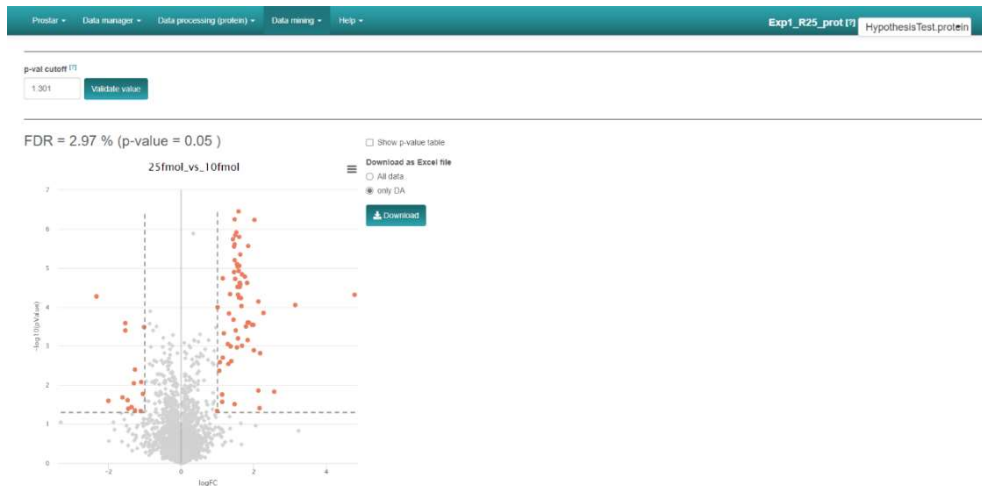 Prostar Data manager Data processing (protein) Data mining Help Exp1_R25_prot [?] HypothesisTest.protein
p-val cutoff [?]
1.301 Validate value
FDR = 2.97 % (p-value = 0.05 )
Show p-value table
Download as Excel file
All data
only DA
Download
25fmol_vs_10fmol
-log10(pValue)
7
6
5
4
3
2
1
0
-2 0 2 4
logFC